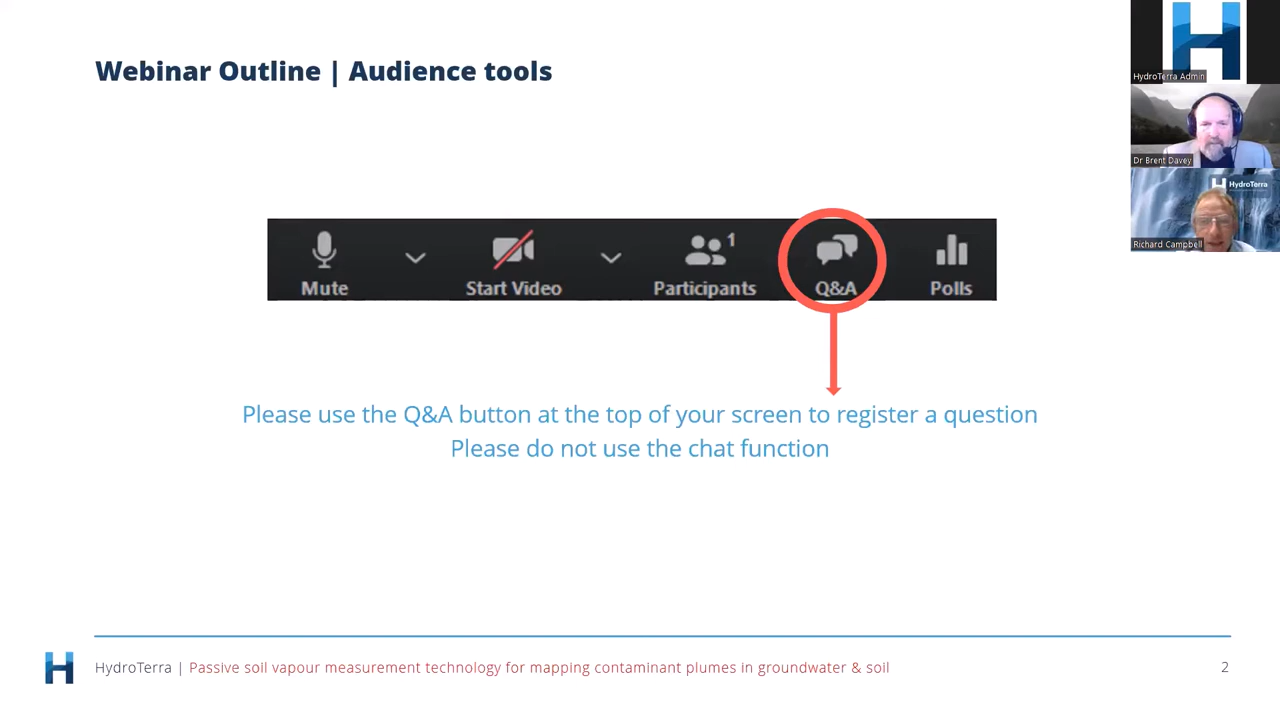 Webinar Outline | Audience tools
HydroTerra Admin
Dr Brent Davey
HydroTerra
Richard Campbell
1
Mute
Start Video
Participants
Q&A
Polls
Please use the Q&A button at the top of your screen to register a question
Please do not use the chat function
HydroTerra | Passive soil vapour measurement technology for mapping contaminant plumes in groundwater & soil
2